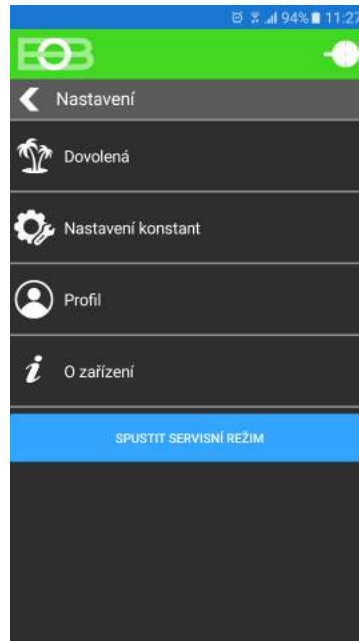 94% 11:27
EOB
Nastavení
Dovolená
Nastavení konstant
Profil
O zařízení
SPUSTIT SERVISNÍ REŽIM